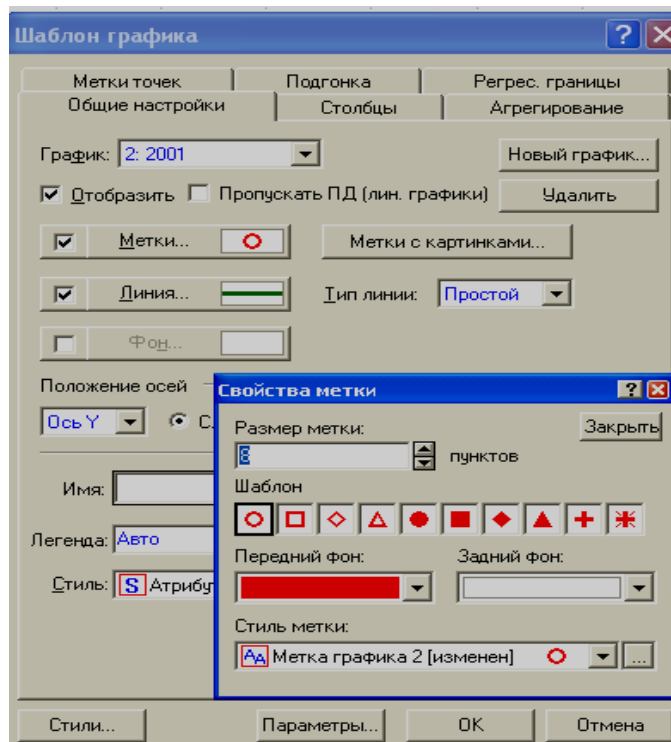 Шаблон графика
Метки точек Подгонка Регрес. границы
Общие настройки Столбцы Агрегирование
График: 2: 2001 Новый график...
Отобразить Пропускать ПД (лин. графики) Удалить
Метки... Метки с картинками...
Линия... Тип линии: Простой
Фон...
Положение осей
Ось Y
Имя:
Легенда: Авто
Стиль: S
Свойства метки
Размер метки: Закрыть
8 пунктов
Шаблон
Передний фон: Задний фон:
Стиль метки:
AA Метка графика 2 [изменен] ...
Стили... Параметры... OK Отмена